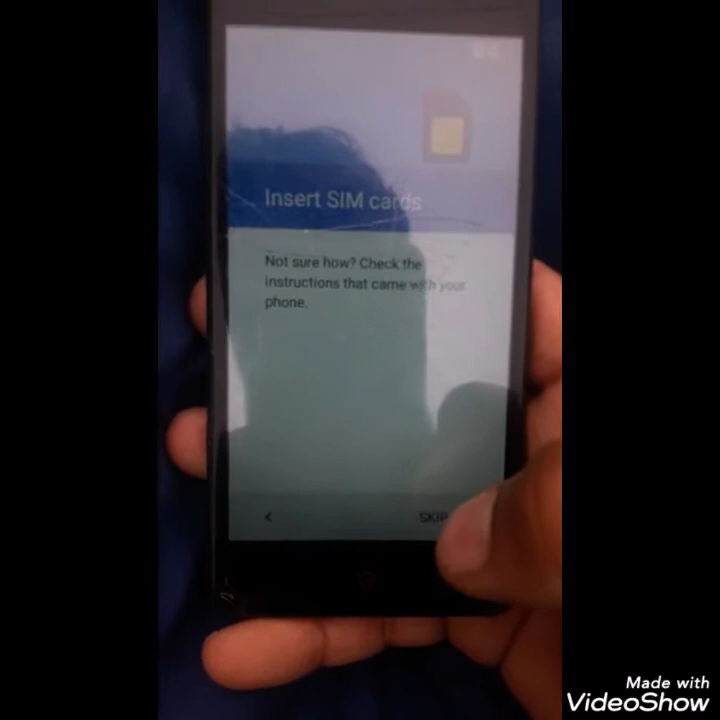 Insert SIM cards
Not sure how? Check the
instructions that came with your
phone.
<
SKIP
Made with
VideoShow